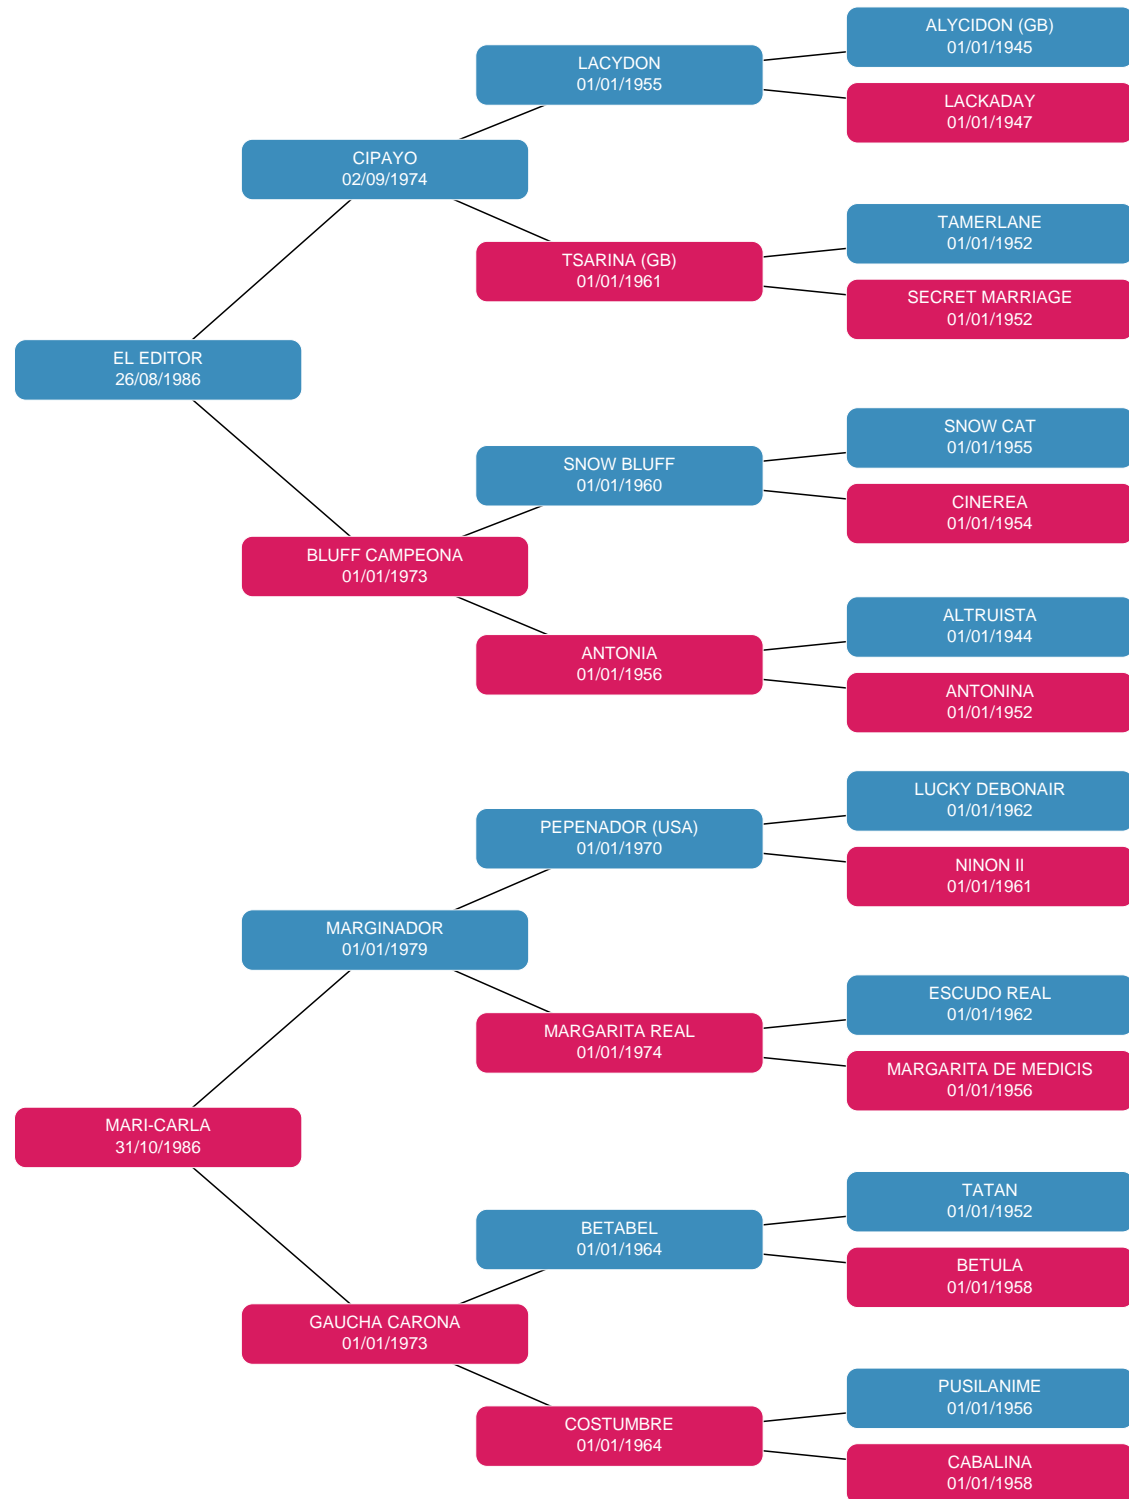 ALYCIDON (GB)
01/01/1945
LACYDON
01/01/1955
LACKADAY
01/01/1947
CIPAYO
02/09/1974
TAMERLANE
01/01/1952
TSARINA (GB)
01/01/1961
SECRET MARRIAGE
01/01/1952
EL EDITOR
26/08/1986
SNOW CAT
01/01/1955
SNOW BLUFF
01/01/1960
CINEREA
01/01/1954
BLUFF CAMPEONA
01/01/1973
ALTRUISTA
01/01/1944
ANTONIA
01/01/1956
ANTONINA
01/01/1952
LUCKY DEBONAIR
01/01/1962
PEPENADOR (USA)
01/01/1970
NINON II
01/01/1961
MARGINADOR
01/01/1979
ESCUDO REAL
01/01/1962
MARGARITA REAL
01/01/1974
MARGARITA DE MEDICIS
01/01/1956
MARI-CARLA
31/10/1986
TATAN
01/01/1952
BETABEL
01/01/1964
BETULA
01/01/1958
GAUCHA CARONA
01/01/1973
PUSILANIME
01/01/1956
COSTUMBRE
01/01/1964
CABALINA
01/01/1958